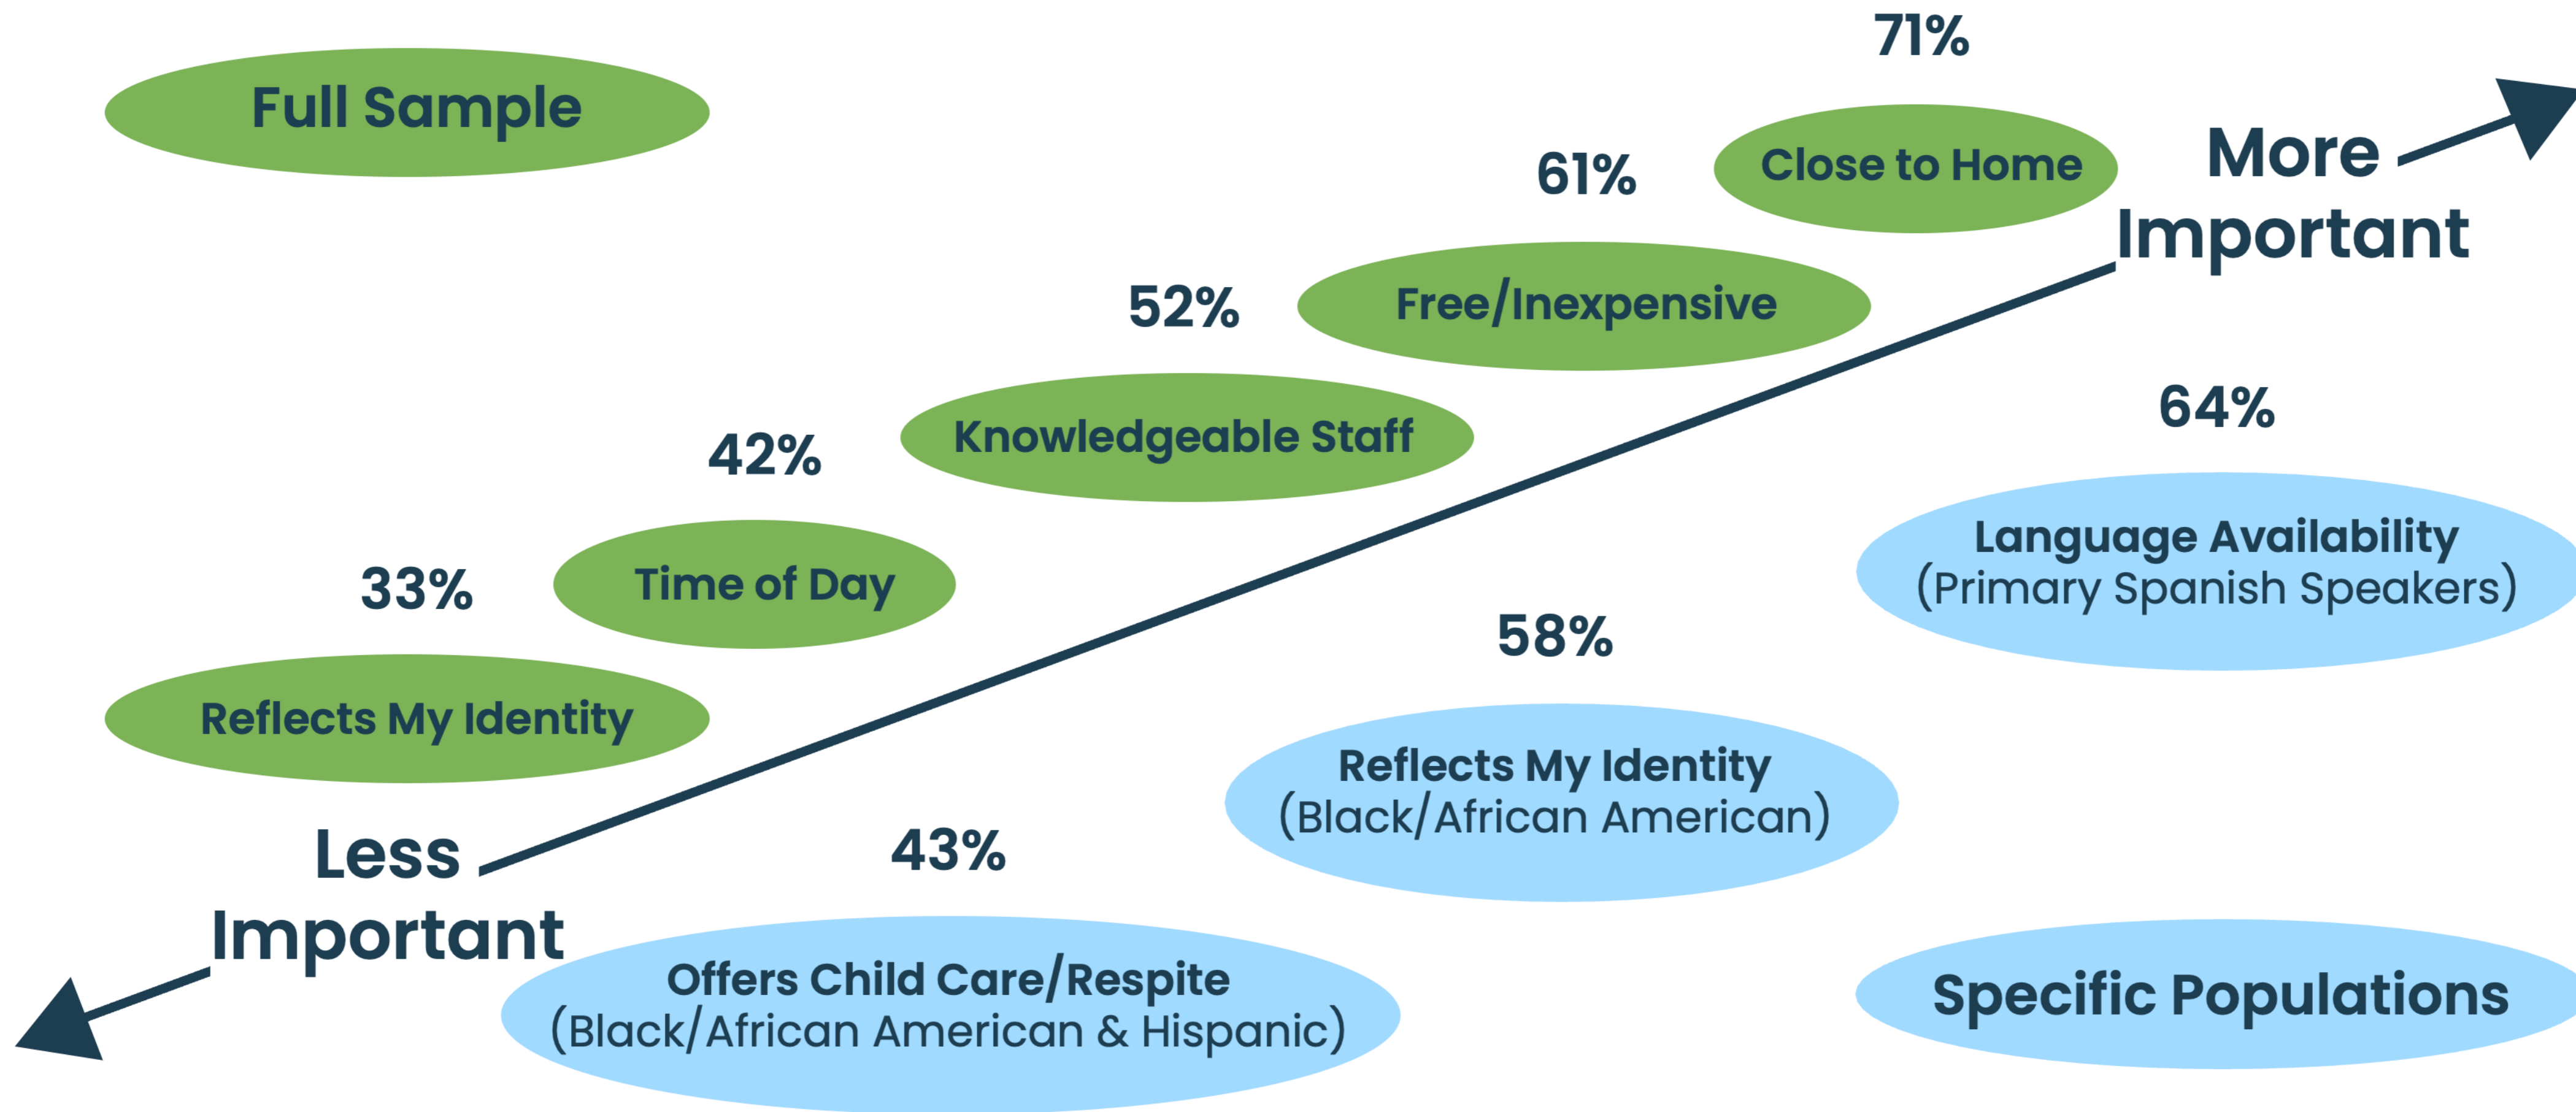 Full Sample
71%
Close to Home
61%
Free/Inexpensive
52%
Knowledgeable Staff
42%
Time of Day
33%
Reflects My Identity
More
Important
64%
Language Availability
(Primary Spanish Speakers)
58%
Reflects My Identity
(Black/African American)
43%
Offers Child Care/Respite
(Black/African American & Hispanic)
Less
Important
Specific Populations